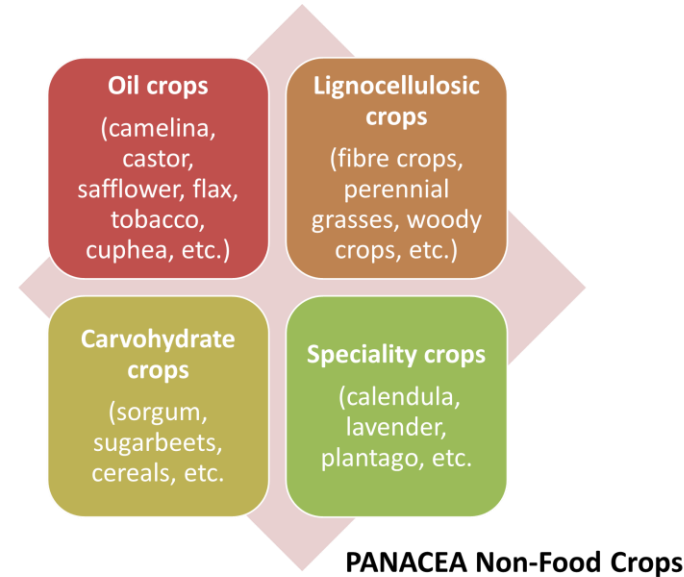 Oil crops
(camelina,
castor,
safflower, flax,
tobacco,
cuphea, etc.)
Lignocellulosic
crops
(fibre crops,
perennial
grasses, woody
crops, etc.)
Carvohydrate
crops
(sorgum,
sugarbeets,
cereals, etc.
Speciality crops
(calendula,
lavender,
plantago, etc.
PANACEA Non-Food Crops